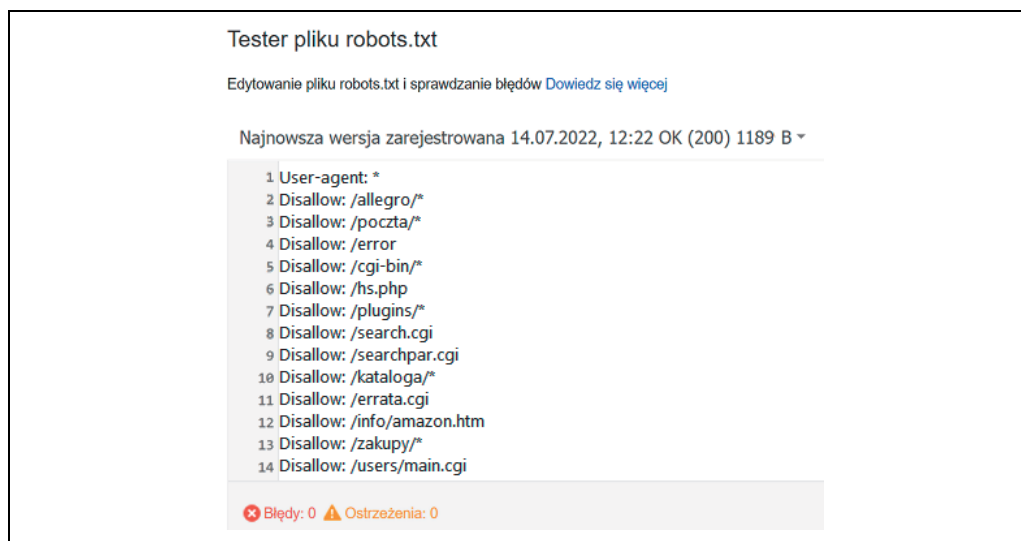 Tester pliku robots.txt
Edytowanie pliku robots.txt i sprawdzanie błędów Dowiedz się więcej
Najnowsza wersja zarejestrowana 14.07.2022, 12:22 OK (200) 1189 B
1 User-agent: *
2 Disallow: /allegro/*
3 Disallow: /poczta/*
4 Disallow: /error
5 Disallow: /cgi-bin/*
6 Disallow: /hs.php
7 Disallow: /plugins/*
8 Disallow: /search.cgi
9 Disallow: /searchpar.cgi
10 Disallow: /kataloga/*
11 Disallow: /errata.cgi
12 Disallow: /info/amazon.htm
13 Disallow: /zakupy/*
14 Disallow: /users/main.cgi
Błędy: 0 Ostrzeżenia: 0